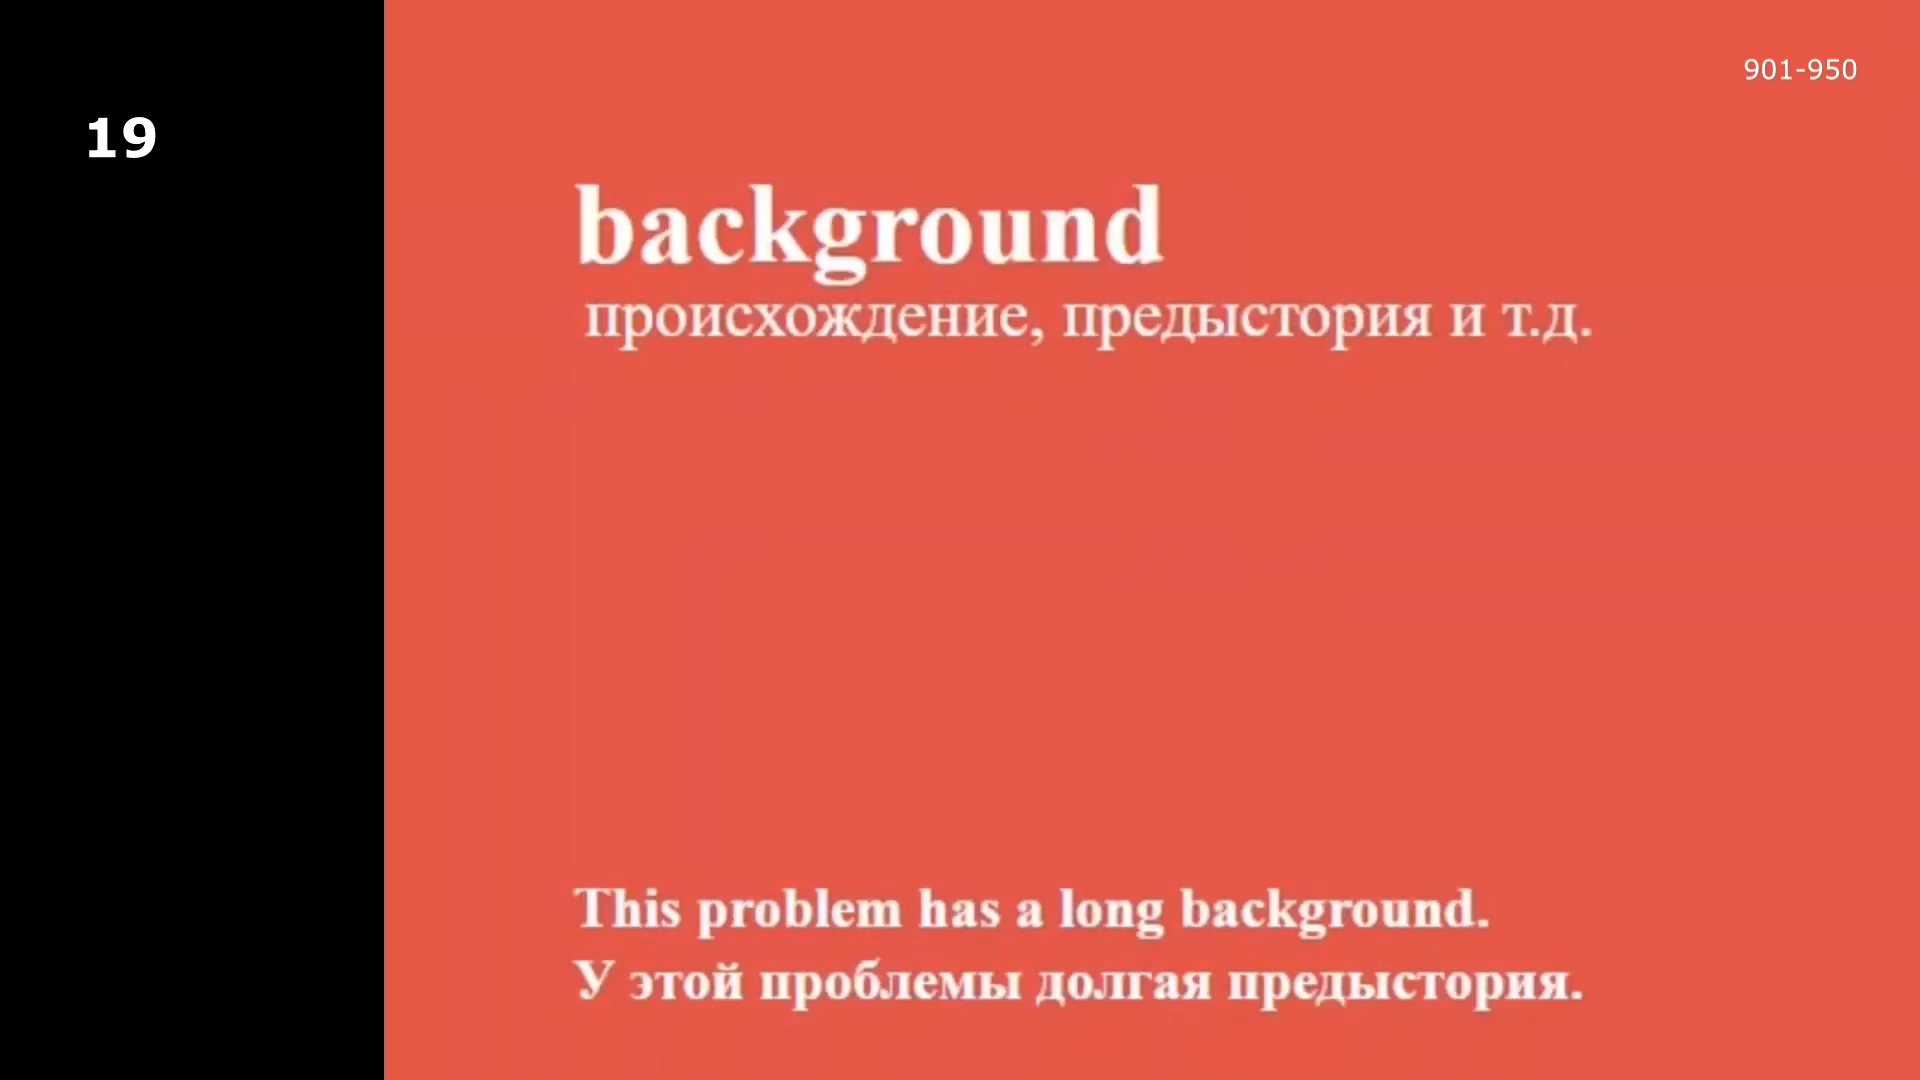 19
901-950
background
происхождение, предыстория и т.д.
This problem has a long background.
У этой проблемы долгая предыстория.